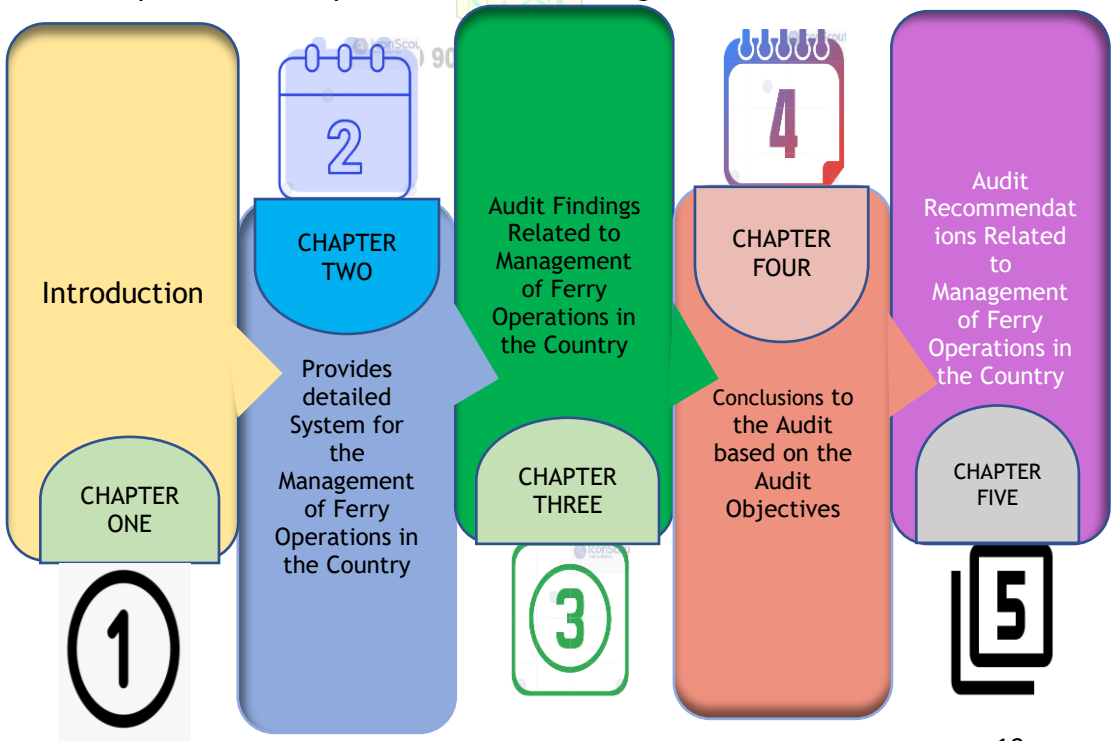 Introduction
CHAPTER
ONE
1
2
CHAPTER
TWO
Provides
detailed
System for
the
Management
of Ferry
Operations in
the Country
Audit Findings
Related to
Management
of Ferry
Operations in
the Country
CHAPTER
THREE
IconScout
3
IconScout
4
CHAPTER
FOUR
Conclusions to
the Audit
based on the
Audit
Objectives
Audit
Recommendat
ions Related
to
Management
of Ferry
Operations in
the Country
CHAPTER
FIVE
5